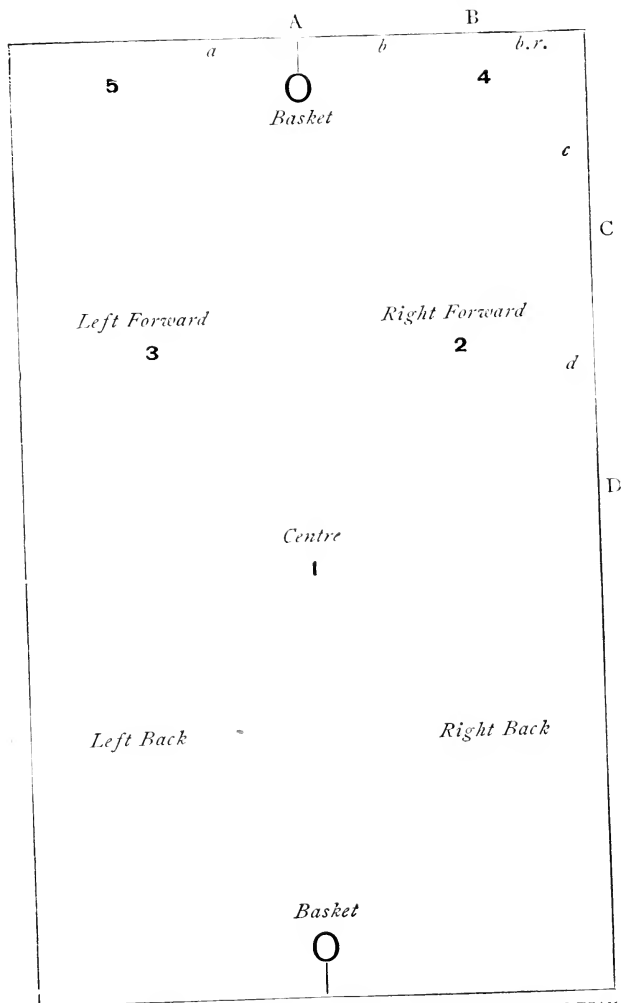 A B
a b b.r.
5 4
Basket
c
C
Left Forward Right Forward
3 2
d
D
Centre
1
Left Back Right Back
Basket